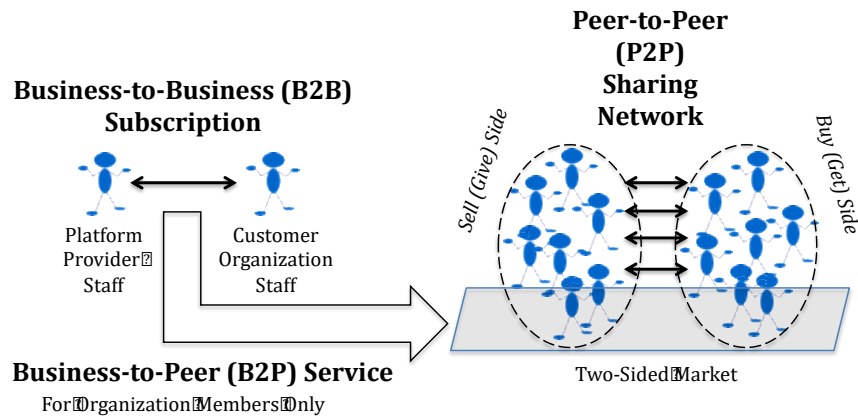 Business-to-Business (B2B)
Subscription
Platform
Provider⍰
Staff
Customer
Organization
Staff
Business-to-Peer (B2P) Service
For⍰Organization⍰Members⍰Only
Peer-to-Peer
(P2P)
Sharing
Network
Sell (Give) Side
Buy (Get) Side
Two-Sided⍰Market